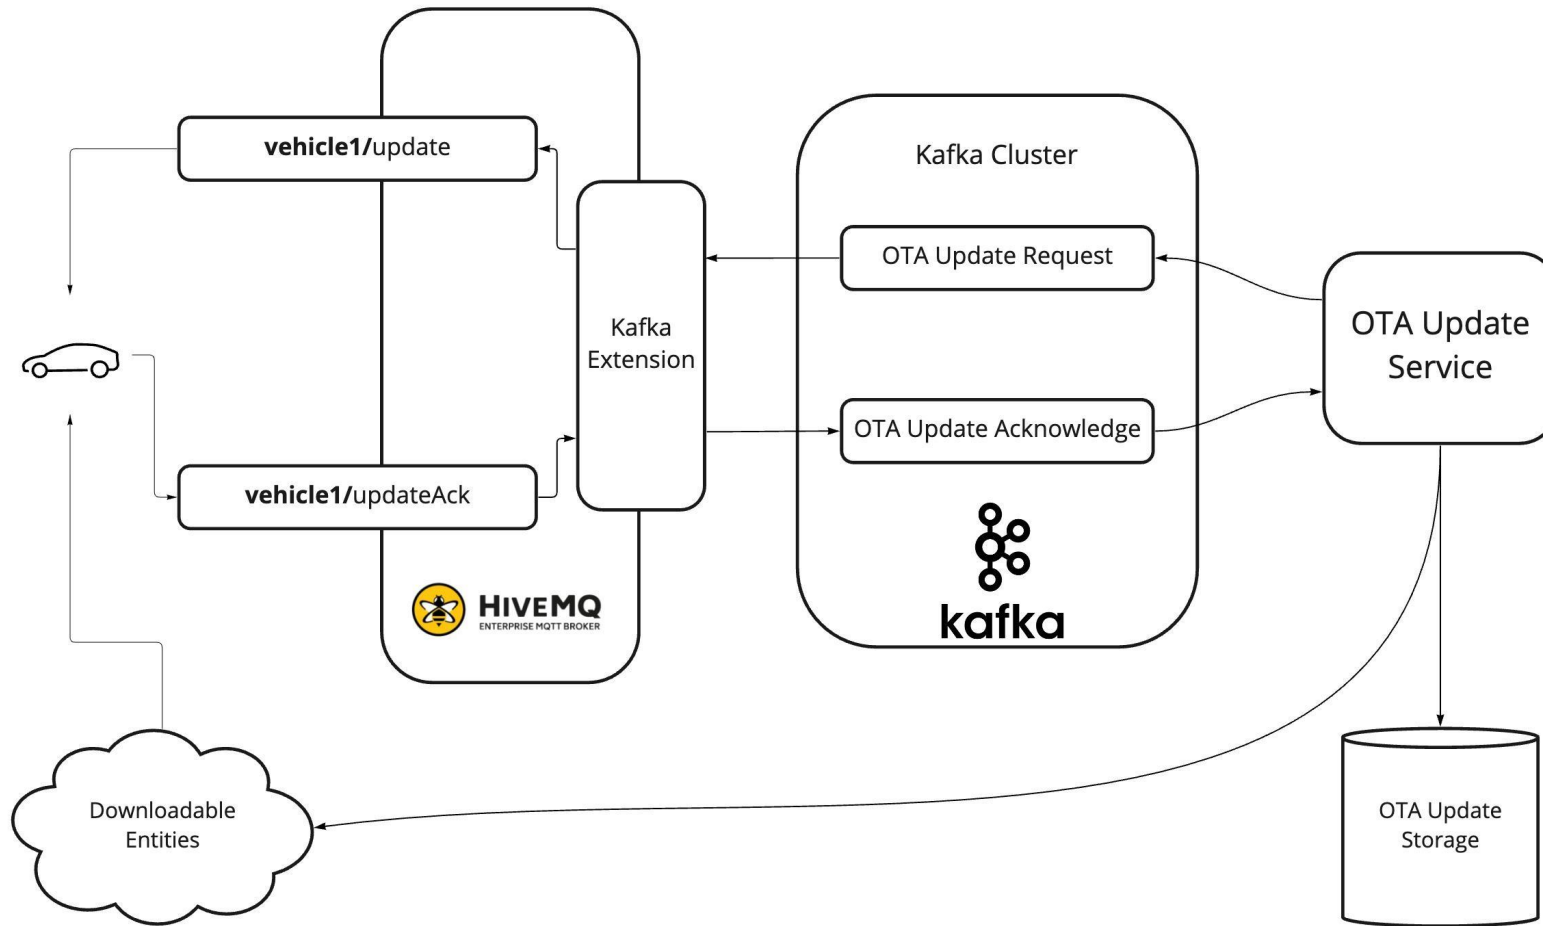 vehicle1/update
Kafka Cluster
OTA Update Request
Kafka
Extension
OTA Update
Service
OTA Update Acknowledge
vehicle1/updateAck
HIVEMQ
ENTERPRISE MQTT BROKER
kafka
Downloadable
Entities
OTA Update
Storage